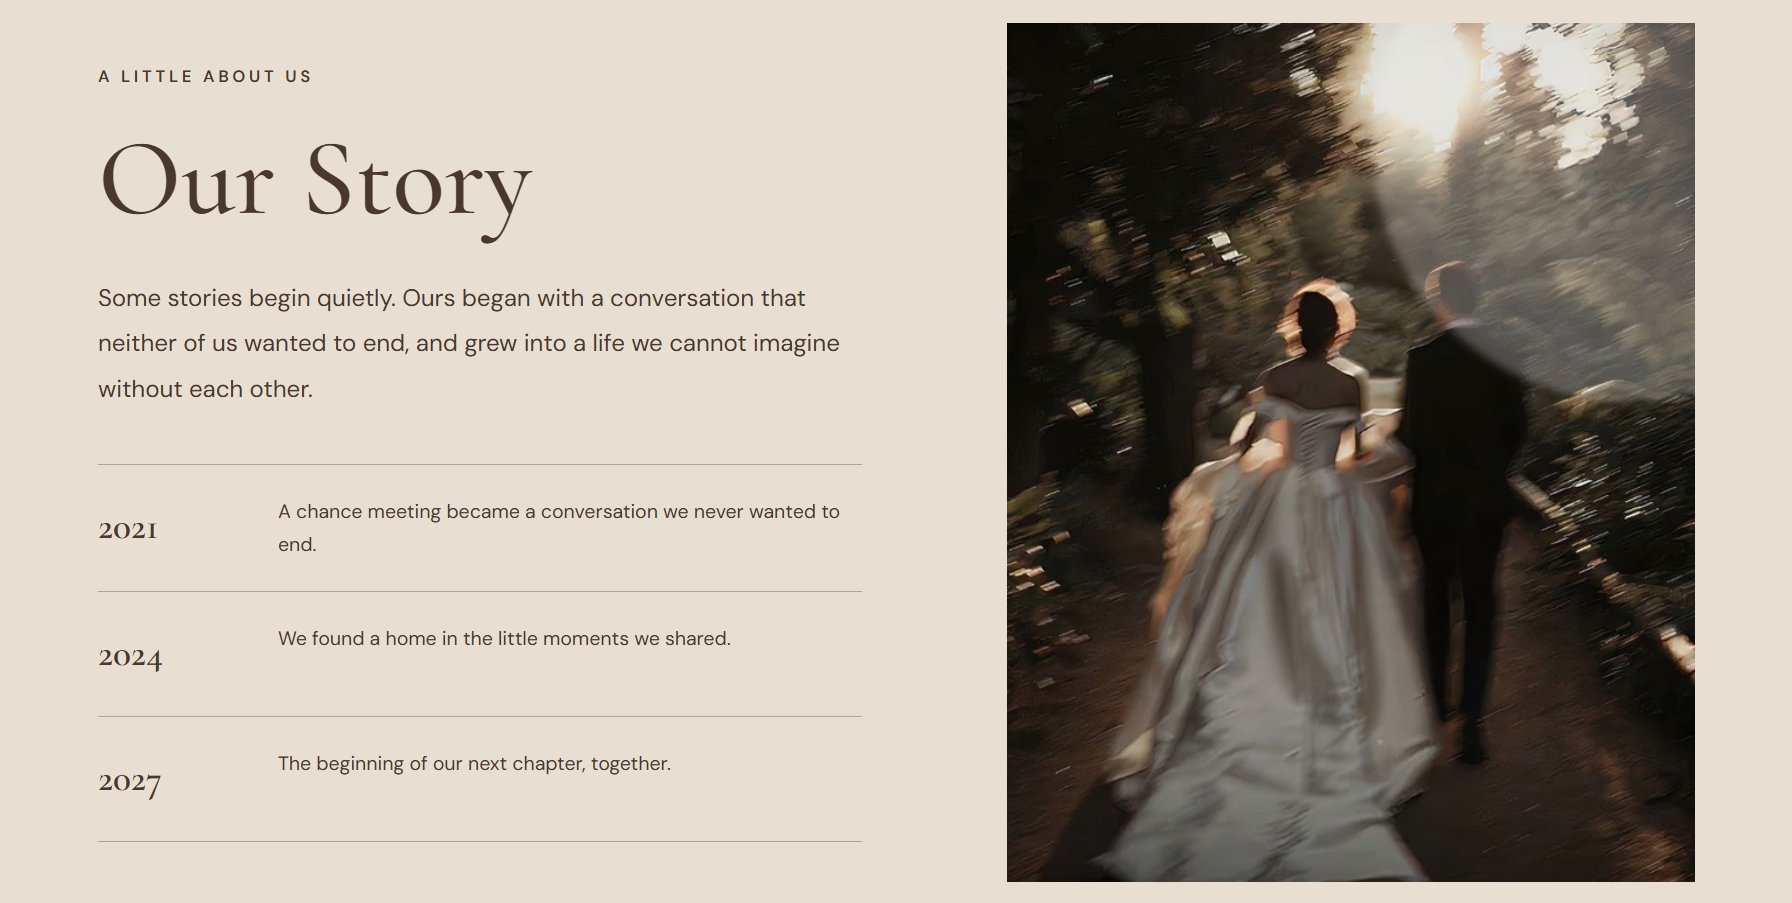 A LITTLE ABOUT US
Our Story
Some stories begin quietly. Ours began with a conversation that
neither of us wanted to end, and grew into a life we cannot imagine
without each other.
2021
A chance meeting became a conversation we never wanted to
end.
2024
We found a home in the little moments we shared.
2027
The beginning of our next chapter, together.